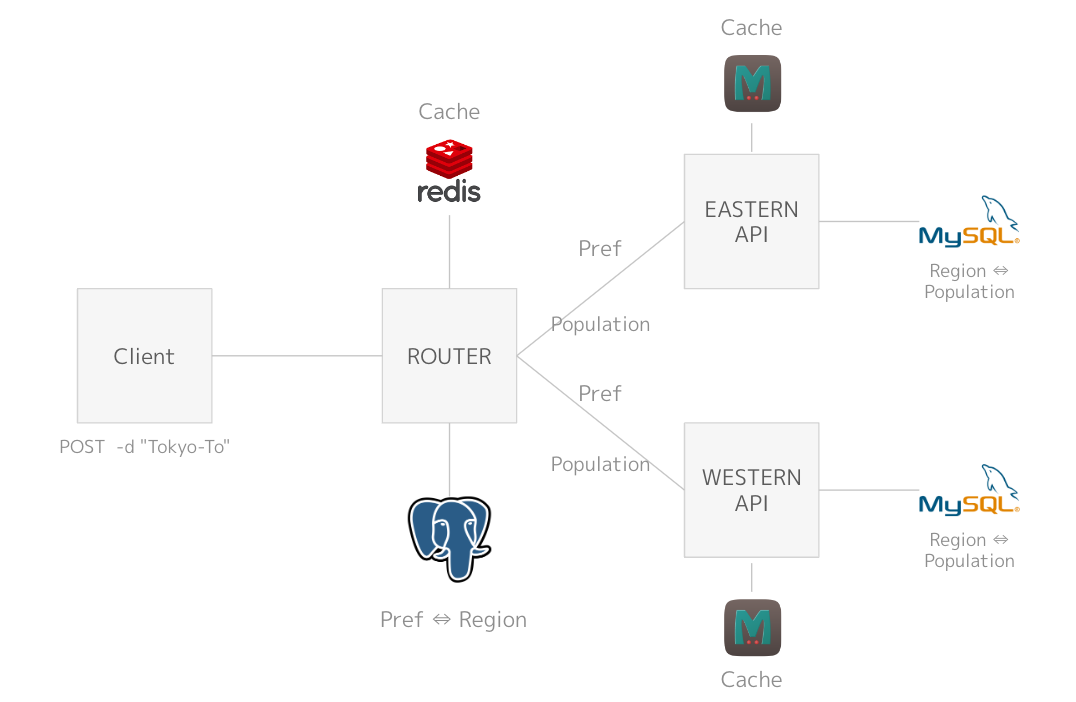 Cache
M
Cache
redis
EASTERN
API
Pref
MySQL®
Region ⇔
Population
Population
Client
ROUTER
Pref
POST  -d "Tokyo-To"
Population
WESTERN
API
MySQL®
Region ⇔
Population
Pref ⇔ Region
M
Cache